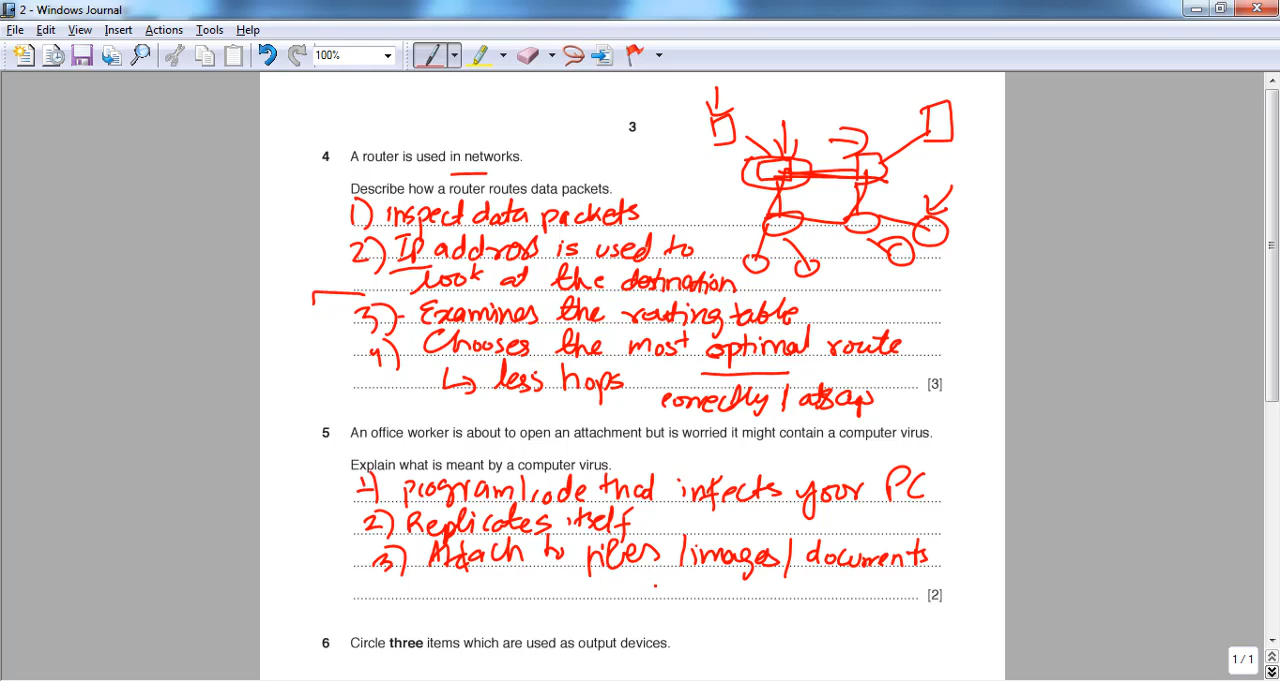 2 - Windows Journal
File Edit View Insert Actions Tools Help
100%
3
4 A router is used in networks.
Describe how a router routes data packets.
1) inspect data packets
2) IP address is used to
look at the destination
3) - Examines the routing table
4) Chooses the most optimal route
↳ less hops [3]
correctly / asap
5 An office worker is about to open an attachment but is worried it might contain a computer virus.
Explain what is meant by a computer virus.
1) program/code that infects your PC
2) Replicates itself
3) Attach to files /images/ documents
[2]
6 Circle three items which are used as output devices.
1 / 1